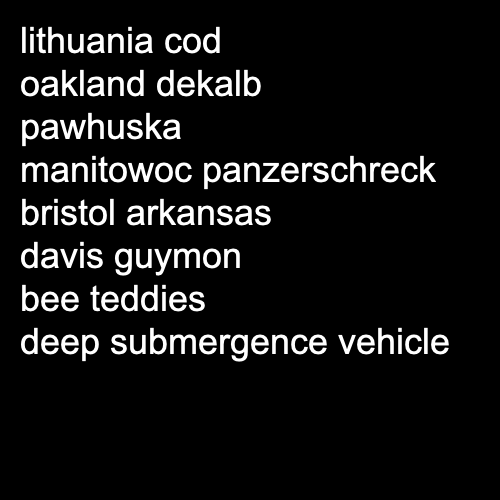 lithuania cod
oakland dekalb
pawhuska
manitowoc panzerschreck
bristol arkansas
davis guymon
bee teddies
deep submergence vehicle